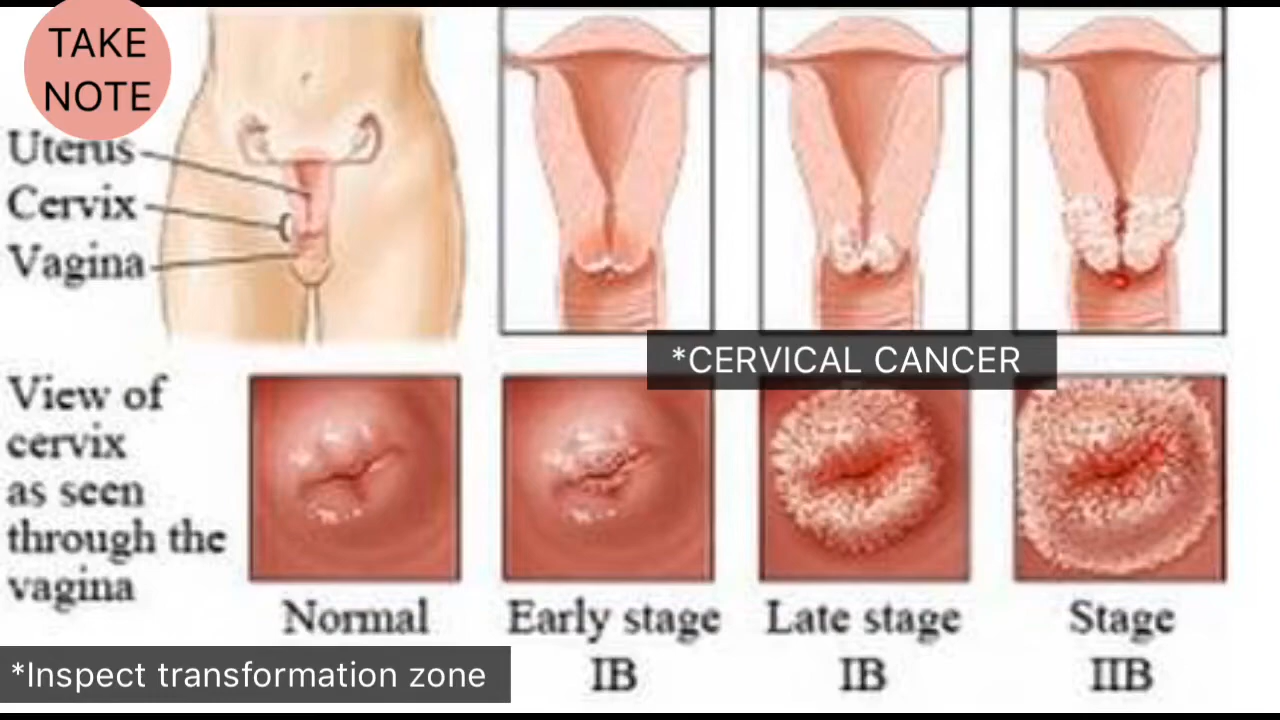 TAKE
NOTE
Uterus
Cervix
Vagina
*CERVICAL CANCER
View of
cervix
as seen
through the
vagina
Normal
Early stage
IB
Late stage
IB
Stage
IIB
*Inspect transformation zone